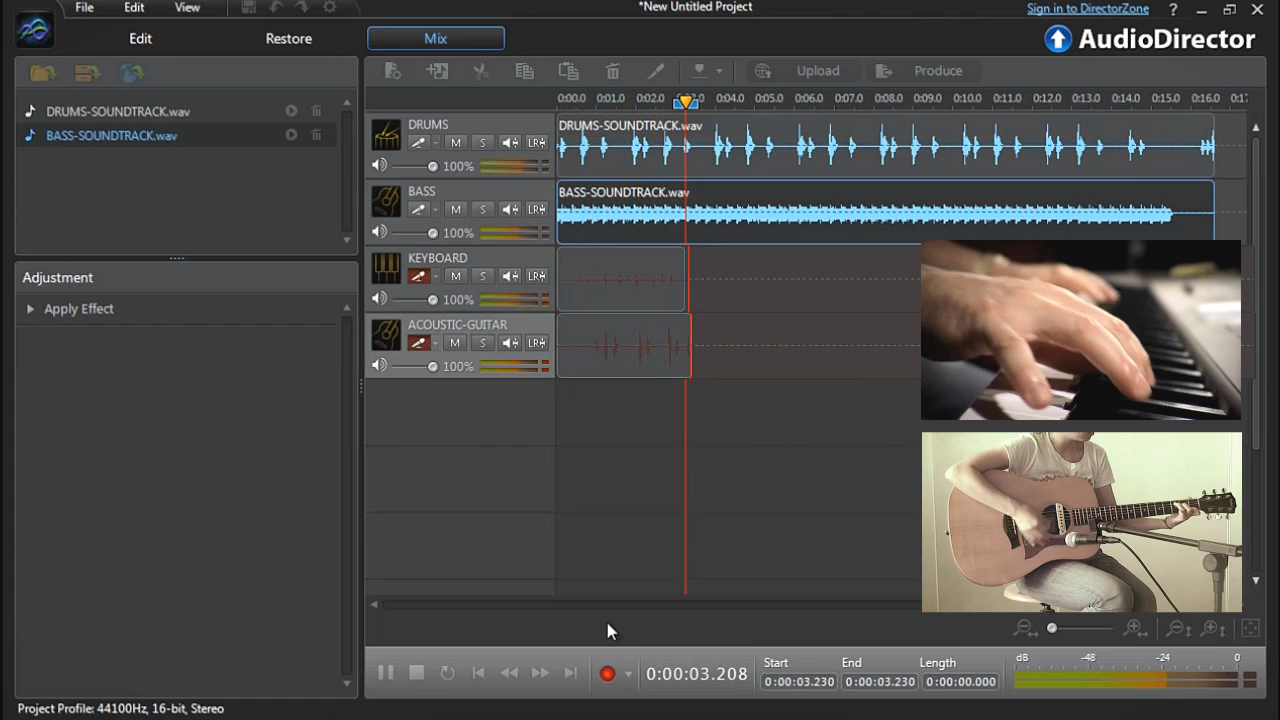 File Edit View
*New Untitled Project
Sign in to DirectorZone ?
Edit Restore Mix
AudioDirector
Upload Produce
DRUMS-SOUNDTRACK.wav
BASS-SOUNDTRACK.wav
0:00.0 0:01.0 0:02.0 0:04.0 0:05.0 0:06.0 0:07.0 0:08.0 0:09.0 0:10.0 0:11.0 0:12.0 0:13.0 0:14.0 0:15.0 0:16.0 0:17
DRUMS
M S LR
100%
DRUMS-SOUNDTRACK.wav
BASS
M S LR
100%
BASS-SOUNDTRACK.wav
KEYBOARD
M S LR
100%
ACOUSTIC-GUITAR
M S LR
100%
Adjustment
Apply Effect
0:00:03.208
Start End Length
0:00:03.230 0:00:03.230 0:00:00.000
dB -48 -24 0
Project Profile: 44100Hz, 16-bit, Stereo